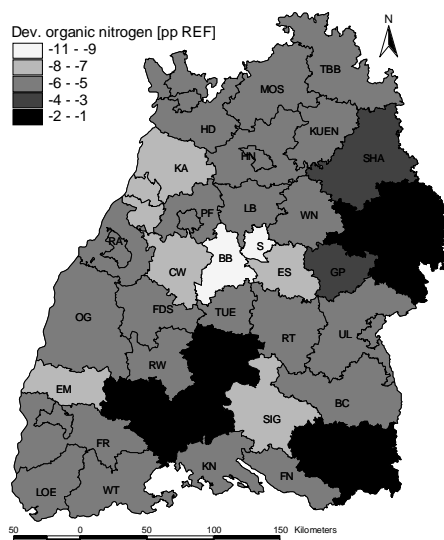 Dev. organic nitrogen [pp REF]
-11 - -9
-8 - -7
-6 - -5
-4 - -3
-2 - -1
N
TBB
MOS
HD
KUEN
KA
HN
SHA
PF
LB
WN
RA
S
BB
CW
ES
GP
OG
FDS
TUE
RT
UL
RW
EM
BC
SIG
FR
KN
FN
LOE
WT
50 0 50 100 150 Kilometers